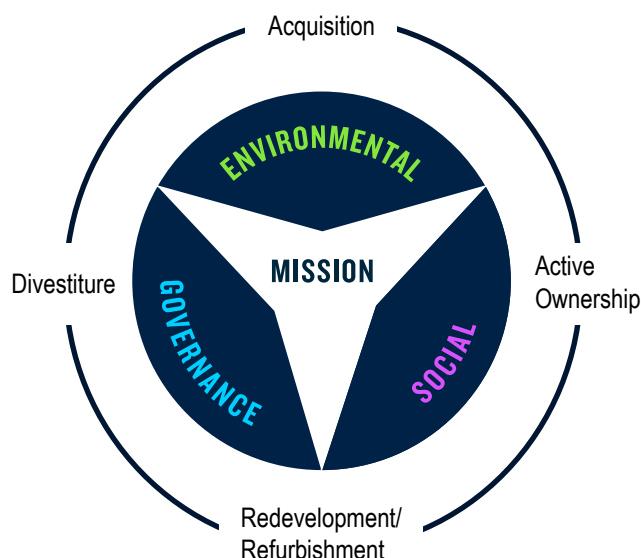 Acquisition
ENVIRONMENTAL
MISSION
Divestiture
Active
Ownership
GOVERNANCE
SOCIAL
Redevelopment/
Refurbishment